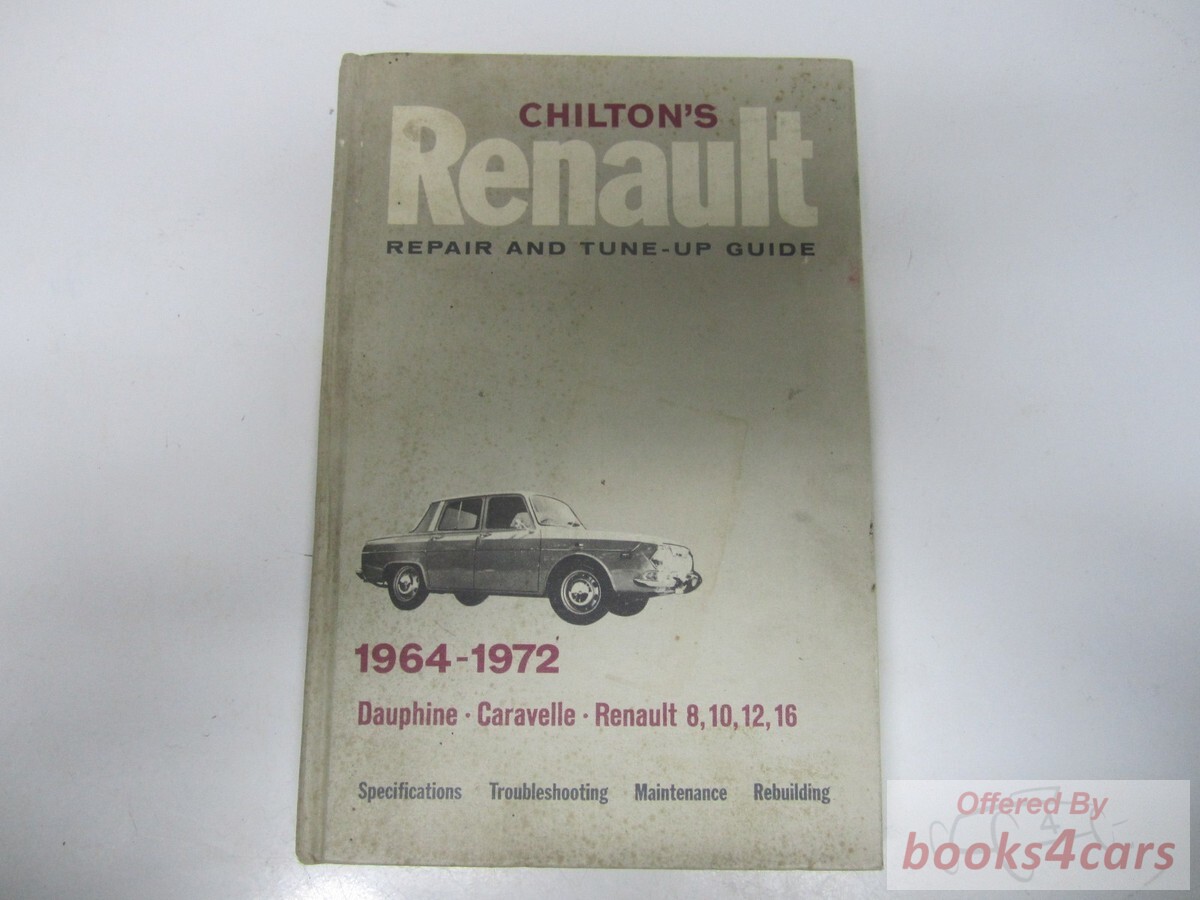 CHILTON'S
Renault
REPAIR AND TUNE-UP GUIDE
1964-1972
Dauphine · Caravelle · Renault 8, 10, 12, 16
Specifications Troubleshooting Maintenance Rebuilding
Offered By
books4cars